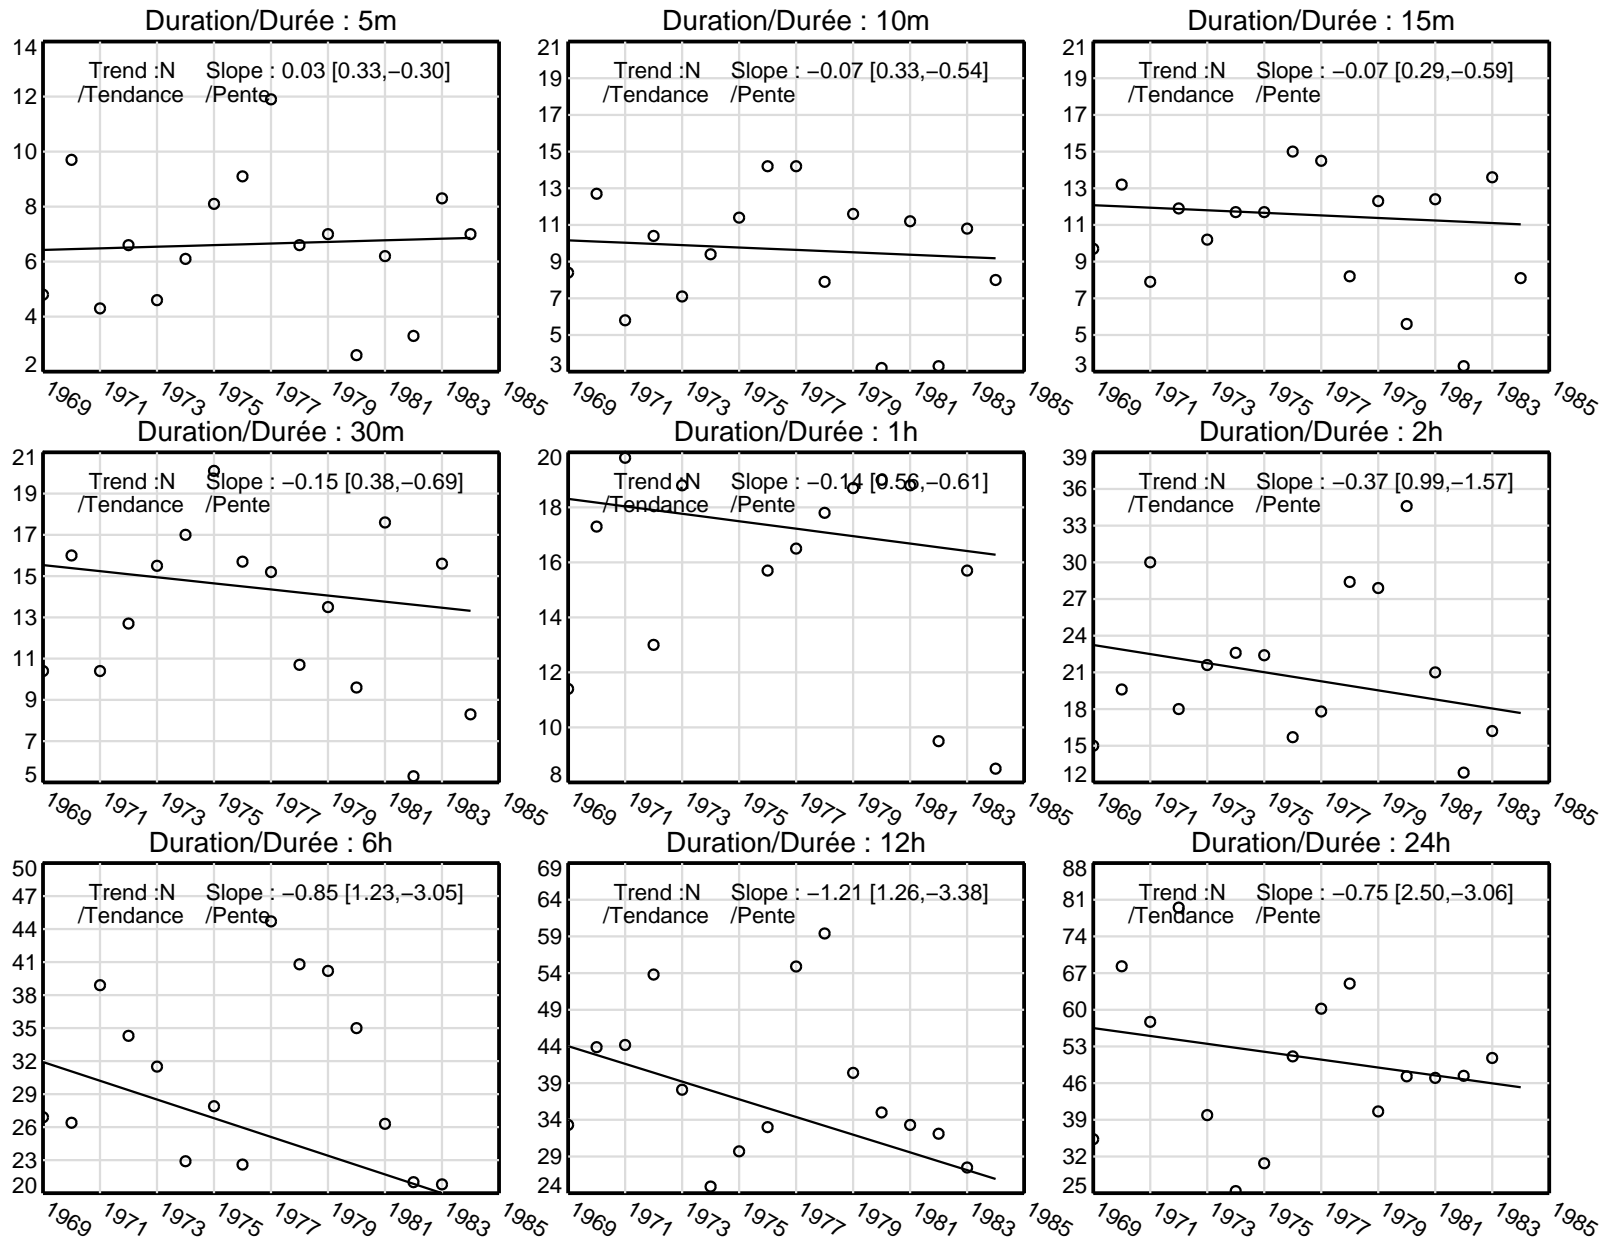 Duration/Durée : 5m
14
12
10
8
6
4
2
Trend :N Slope : 0.03 [0.33,−0.30]
/Tendance /Pente
1969 1971 1973 1975 1977 1979 1981 1983 1985
Duration/Durée : 10m
21
19
17
15
13
11
9
7
5
3
Trend :N Slope : −0.07 [0.33,−0.54]
/Tendance /Pente
1969 1971 1973 1975 1977 1979 1981 1983 1985
Duration/Durée : 15m
21
19
17
15
13
11
9
7
5
3
Trend :N Slope : −0.07 [0.29,−0.59]
/Tendance /Pente
1969 1971 1973 1975 1977 1979 1981 1983 1985
Duration/Durée : 30m
21
19
17
15
13
11
9
7
5
Trend :N Slope : −0.15 [0.38,−0.69]
/Tendance /Pente
1969 1971 1973 1975 1977 1979 1981 1983 1985
Duration/Durée : 1h
20
18
16
14
12
10
8
Trend :N Slope : −0.14 [0.56,−0.61]
/Tendance /Pente
1969 1971 1973 1975 1977 1979 1981 1983 1985
Duration/Durée : 2h
39
36
33
30
27
24
21
18
15
12
Trend :N Slope : −0.37 [0.99,−1.57]
/Tendance /Pente
1969 1971 1973 1975 1977 1979 1981 1983 1985
Duration/Durée : 6h
50
47
44
41
38
35
32
29
26
23
20
Trend :N Slope : −0.85 [1.23,−3.05]
/Tendance /Pente
1969 1971 1973 1975 1977 1979 1981 1983 1985
Duration/Durée : 12h
69
64
59
54
49
44
39
34
29
24
Trend :N Slope : −1.21 [1.26,−3.38]
/Tendance /Pente
1969 1971 1973 1975 1977 1979 1981 1983 1985
Duration/Durée : 24h
88
81
74
67
60
53
46
39
32
25
Trend :N Slope : −0.75 [2.50,−3.06]
/Tendance /Pente
1969 1971 1973 1975 1977 1979 1981 1983 1985